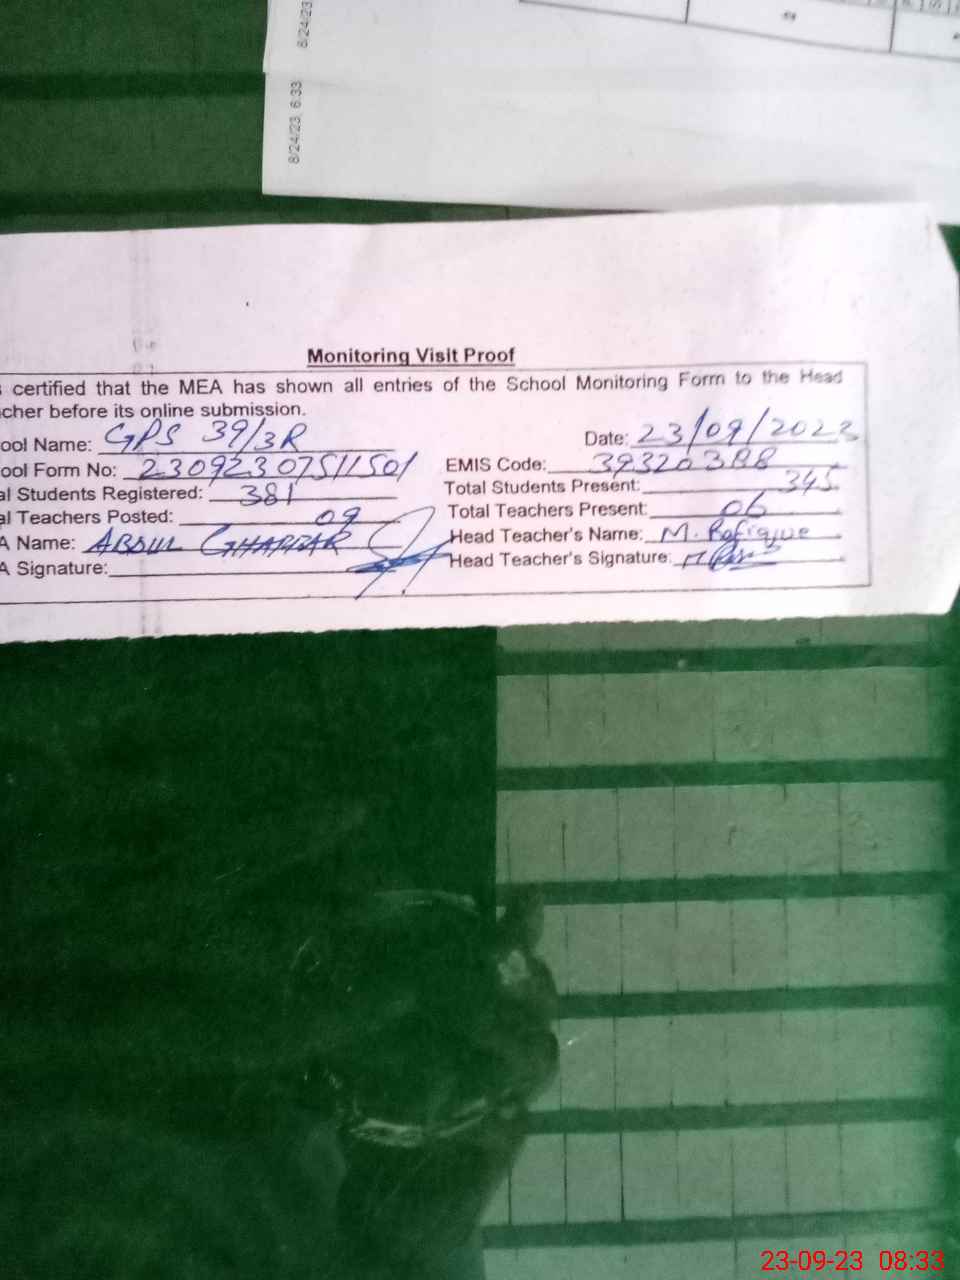 8/24/23
8/24/23, 6:33
Monitoring Visit Proof
certified that the MEA has shown all entries of the School Monitoring Form to the Head
cher before its online submission.
ool Name: GPS 39/3R Date: 23/09/2023
ool Form No: 23092307511501 EMIS Code: 39320388
al Students Registered: 381 Total Students Present: 345
al Teachers Posted: 09 Total Teachers Present: 06
A Name: ABDUL GHAFFAR Head Teacher's Name: M. Rafique
A Signature: Head Teacher's Signature:
23-09-23 08:33